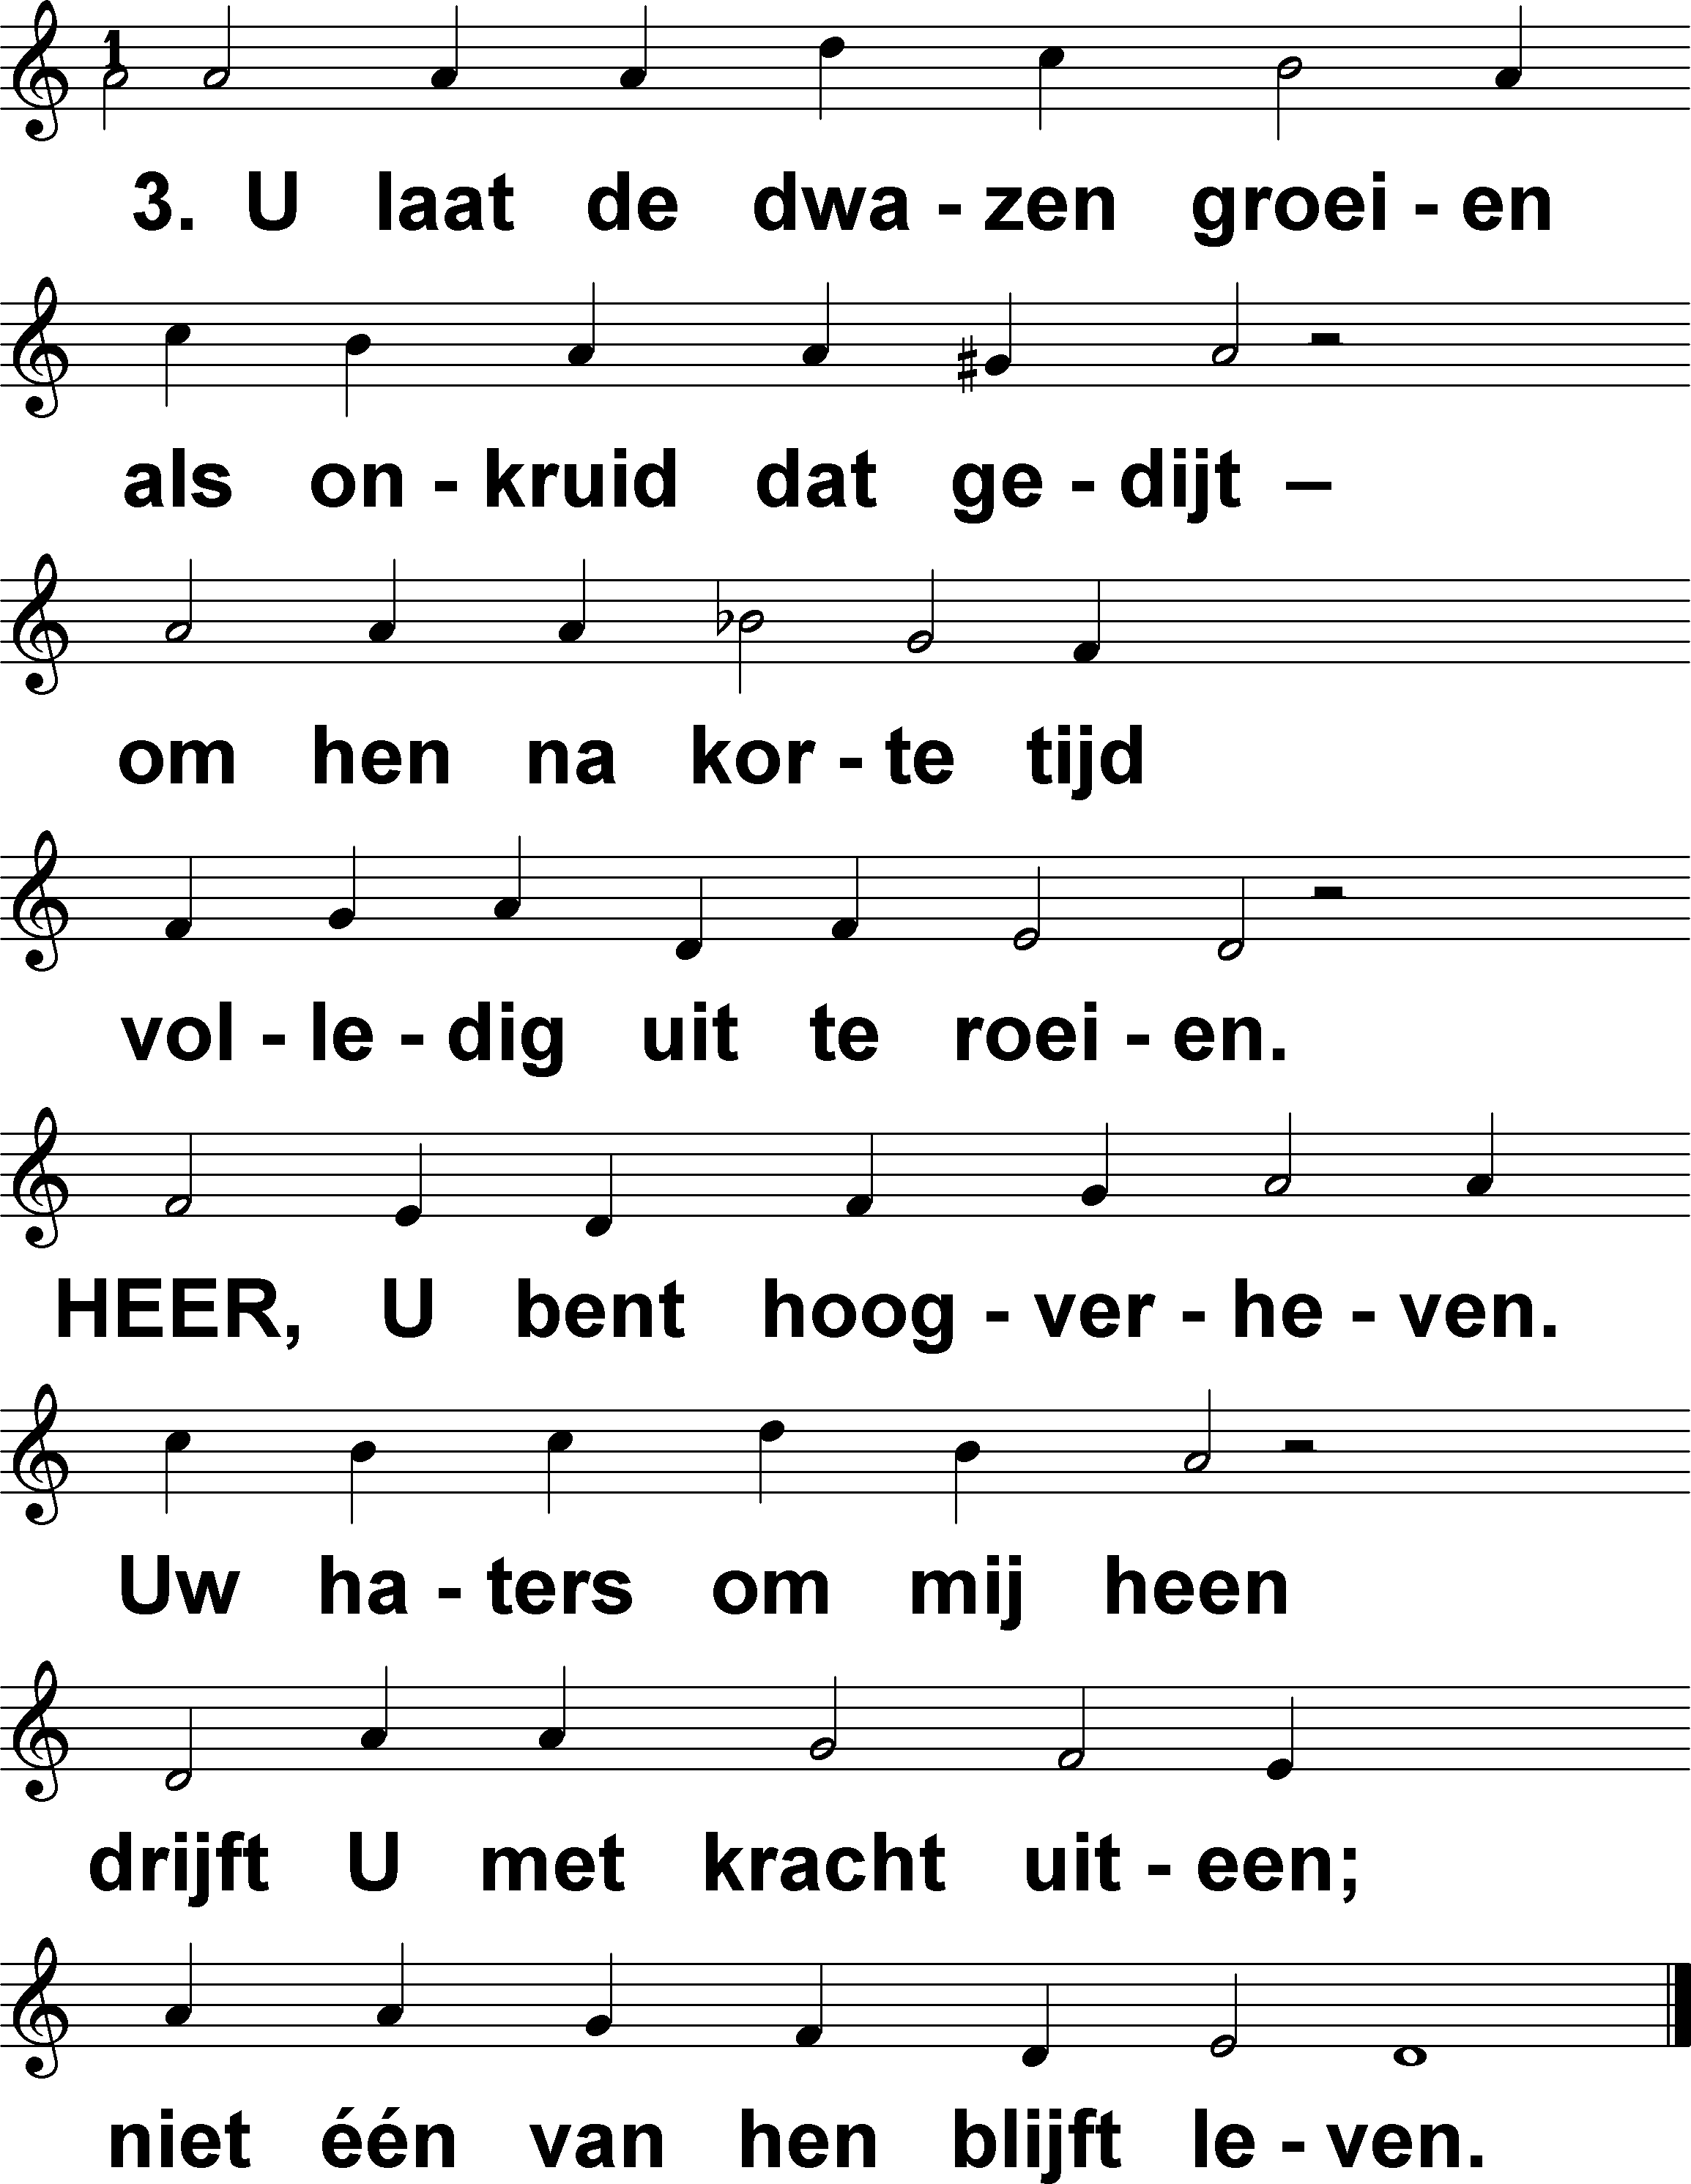 3. U laat de dwa - zen groei - en
als on - kruid dat ge - dijt –
om hen na kor - te tijd
vol - le - dig uit te roei - en.
HEER, U bent hoog - ver - he - ven.
Uw ha - ters om mij heen
drijft U met kracht uit - een;
niet één van hen blijft le - ven.